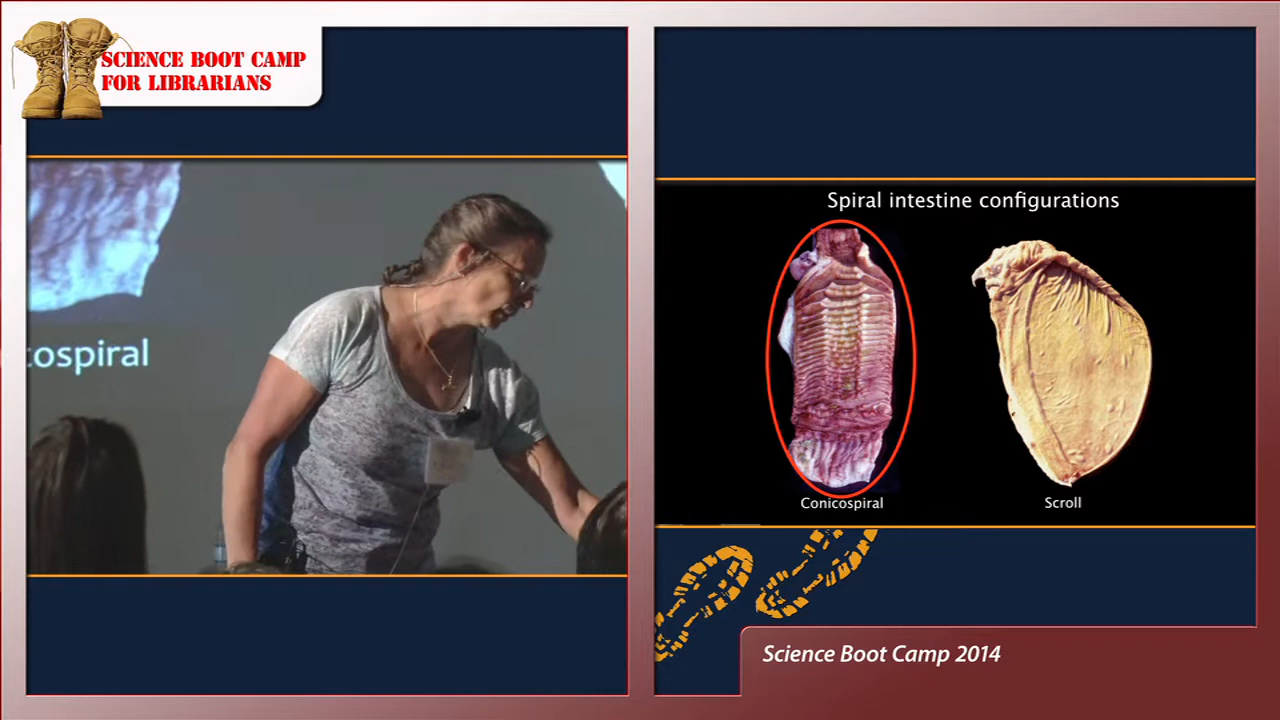 SCIENCE BOOT CAMP
FOR LIBRARIANS
cospiral
Spiral intestine configurations
Conicospiral
Scroll
Science Boot Camp 2014